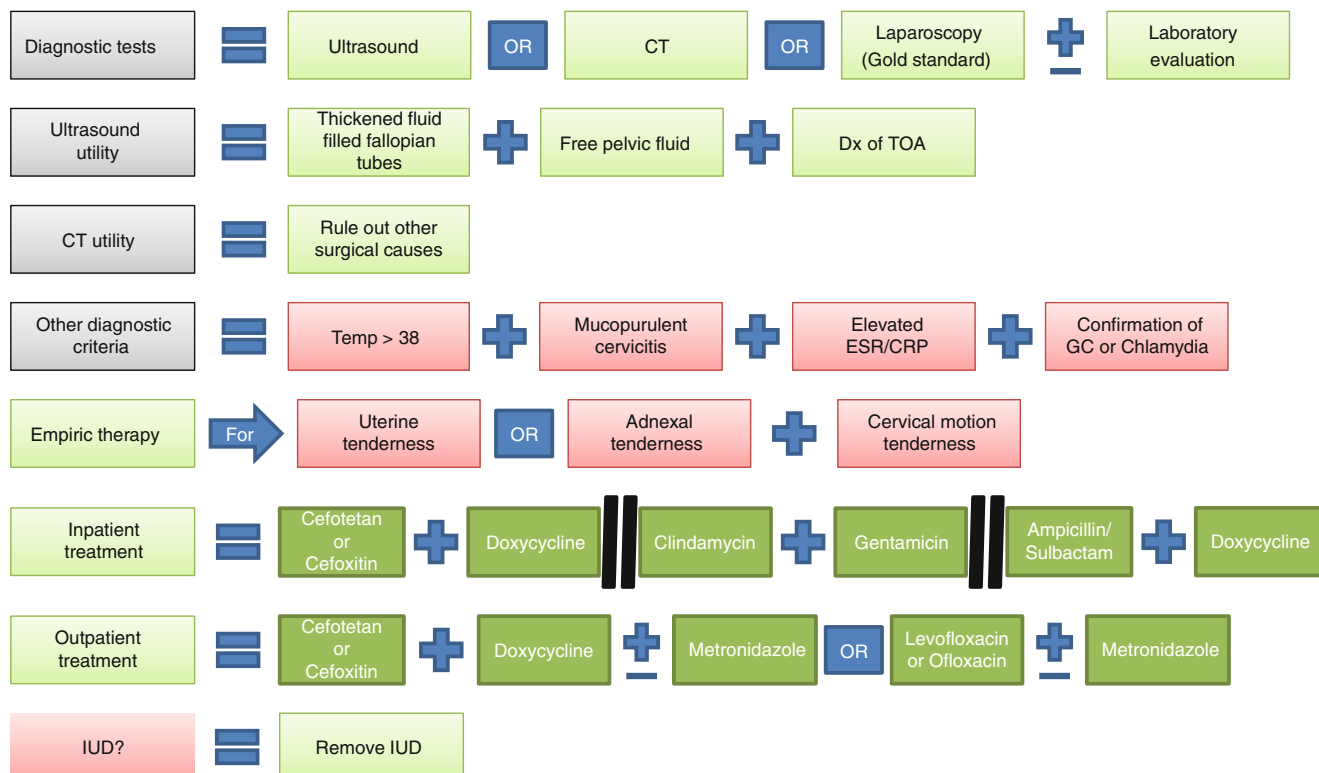 Diagnostic tests
Ultrasound
OR
CT
OR
Laparoscopy
(Gold standard)
Laboratory
evaluation
Ultrasound
utility
Thickened fluid
filled fallopian
tubes
Free pelvic fluid
Dx of TOA
CT utility
Rule out other
surgical causes
Other diagnostic
criteria
Temp > 38
Mucopurulent
cervicitis
Elevated
ESR/CRP
Confirmation of
GC or Chlamydia
Empiric therapy
For
Uterine
tenderness
OR
Adnexal
tenderness
Cervical motion
tenderness
Inpatient
treatment
Cefotetan
or
Cefoxitin
Doxycycline
Clindamycin
Gentamicin
Ampicillin/
Sulbactam
Doxycycline
Outpatient
treatment
Cefotetan
or
Cefoxitin
Doxycycline
Metronidazole
OR
Levofloxacin
or Ofloxacin
Metronidazole
IUD?
Remove IUD